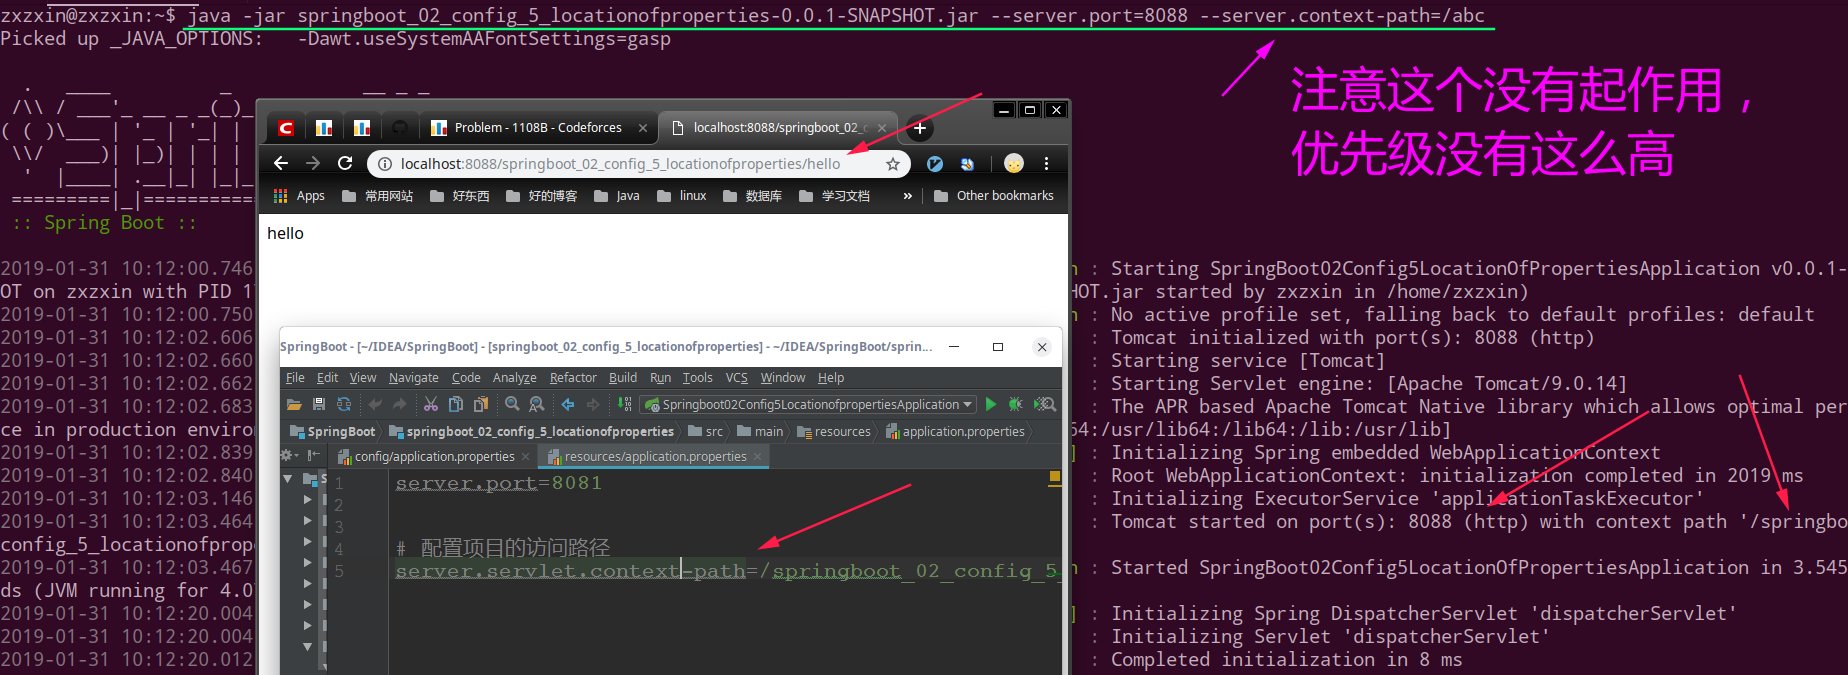 zxzxin@zxzxin:~$ java -jar springboot_02_config_5_locationofproperties-0.0.1-SNAPSHOT.jar --server.port=8088 --server.context-path=/abc
Picked up _JAVA_OPTIONS:   -Dawt.useSystemAAFontSettings=gasp
注意这个没有起作用，
优先级没有这么高
:: Spring Boot ::
Problem - 1108B - Codeforces
localhost:8088/springboot_02_c
localhost:8088/springboot_02_config_5_locationofproperties/hello
Apps 常用网站 好东西 好的博客 Java linux 数据库 学习文档 » Other bookmarks
hello
2019-01-31 10:12:00.746 n : Starting SpringBoot02Config5LocationOfPropertiesApplication v0.0.1-
OT on zxzxin with PID 1 HOT.jar started by zxzxin in /home/zxzxin)
2019-01-31 10:12:00.750 n : No active profile set, falling back to default profiles: default
2019-01-31 10:12:02.606 : Tomcat initialized with port(s): 8088 (http)
2019-01-31 10:12:02.660 : Starting service [Tomcat]
2019-01-31 10:12:02.662 : Starting Servlet engine: [Apache Tomcat/9.0.14]
2019-01-31 10:12:02.683 : The APR based Apache Tomcat Native library which allows optimal per
ce in production environ 64:/usr/lib64:/lib64:/lib:/usr/lib]
2019-01-31 10:12:02.839 ] : Initializing Spring embedded WebApplicationContext
2019-01-31 10:12:02.840 : Root WebApplicationContext: initialization completed in 2019 ms
2019-01-31 10:12:03.146 : Initializing ExecutorService 'applicationTaskExecutor'
2019-01-31 10:12:03.464 : Tomcat started on port(s): 8088 (http) with context path '/springbo
config_5_locationofprope
2019-01-31 10:12:03.467 n : Started SpringBoot02Config5LocationOfPropertiesApplication in 3.545
ds (JVM running for 4.0
2019-01-31 10:12:20.004 ] : Initializing Spring DispatcherServlet 'dispatcherServlet'
2019-01-31 10:12:20.004 : Initializing Servlet 'dispatcherServlet'
2019-01-31 10:12:20.012 : Completed initialization in 8 ms
SpringBoot - [~/IDEA/SpringBoot] - [springboot_02_config_5_locationofproperties] - ~/IDEA/SpringBoot/sprin...
File Edit View Navigate Code Analyze Refactor Build Run Tools VCS Window Help
Springboot02Config5LocationofpropertiesApplication
SpringBoot springboot_02_config_5_locationofproperties src main resources application.properties
config/application.properties resources/application.properties
1 server.port=8081
2
3
4 # 配置项目的访问路径
5 server.servlet.context-path=/springboot_02_config_5_